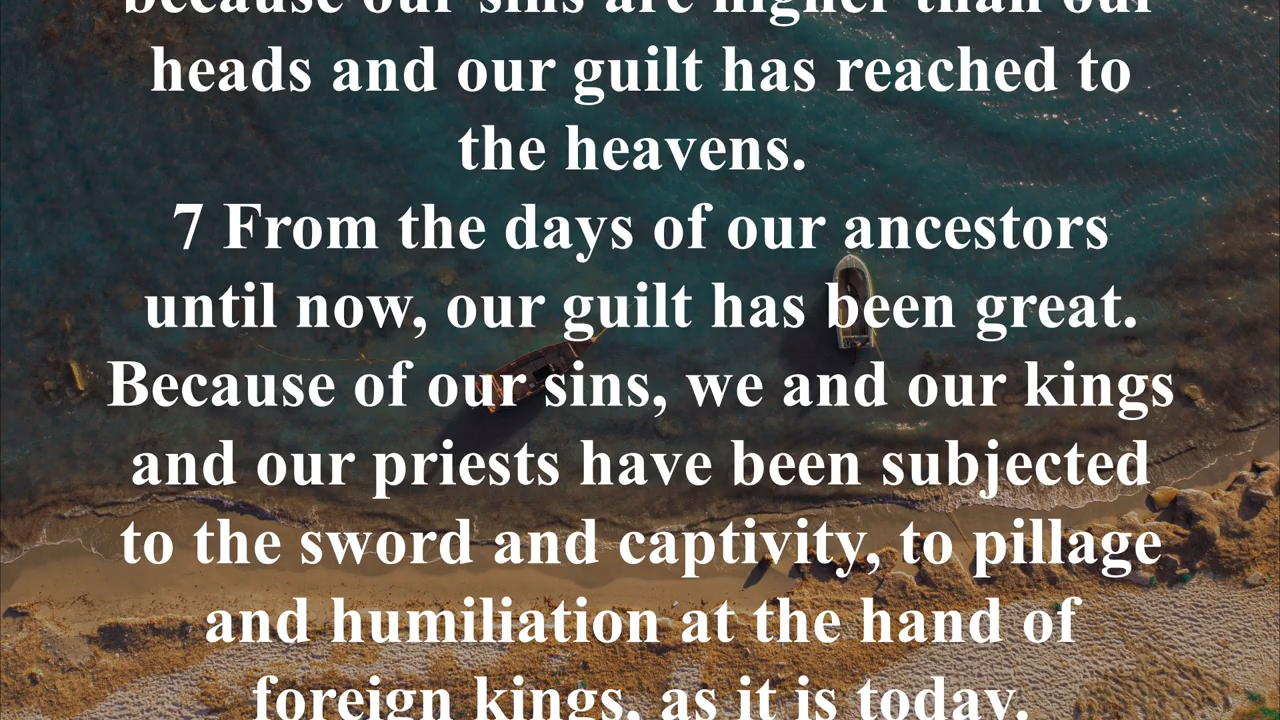 because our sins are higher than our
heads and our guilt has reached to
the heavens.
7 From the days of our ancestors
until now, our guilt has been great.
Because of our sins, we and our kings
and our priests have been subjected
to the sword and captivity, to pillage
and humiliation at the hand of
foreign kings, as it is today.